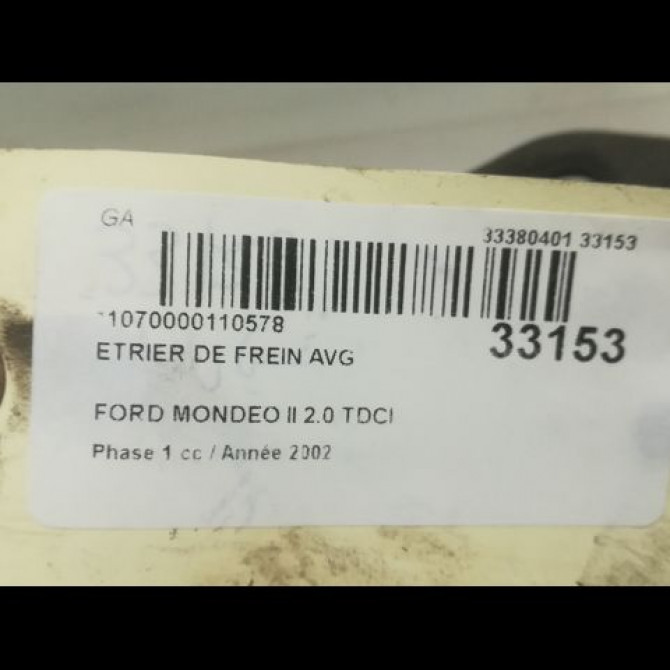 GA
33380401 33153
11070000110578
33153
ETRIER DE FREIN AVG
FORD MONDEO II 2.0 TDCI
Phase 1 cc / Année 2002